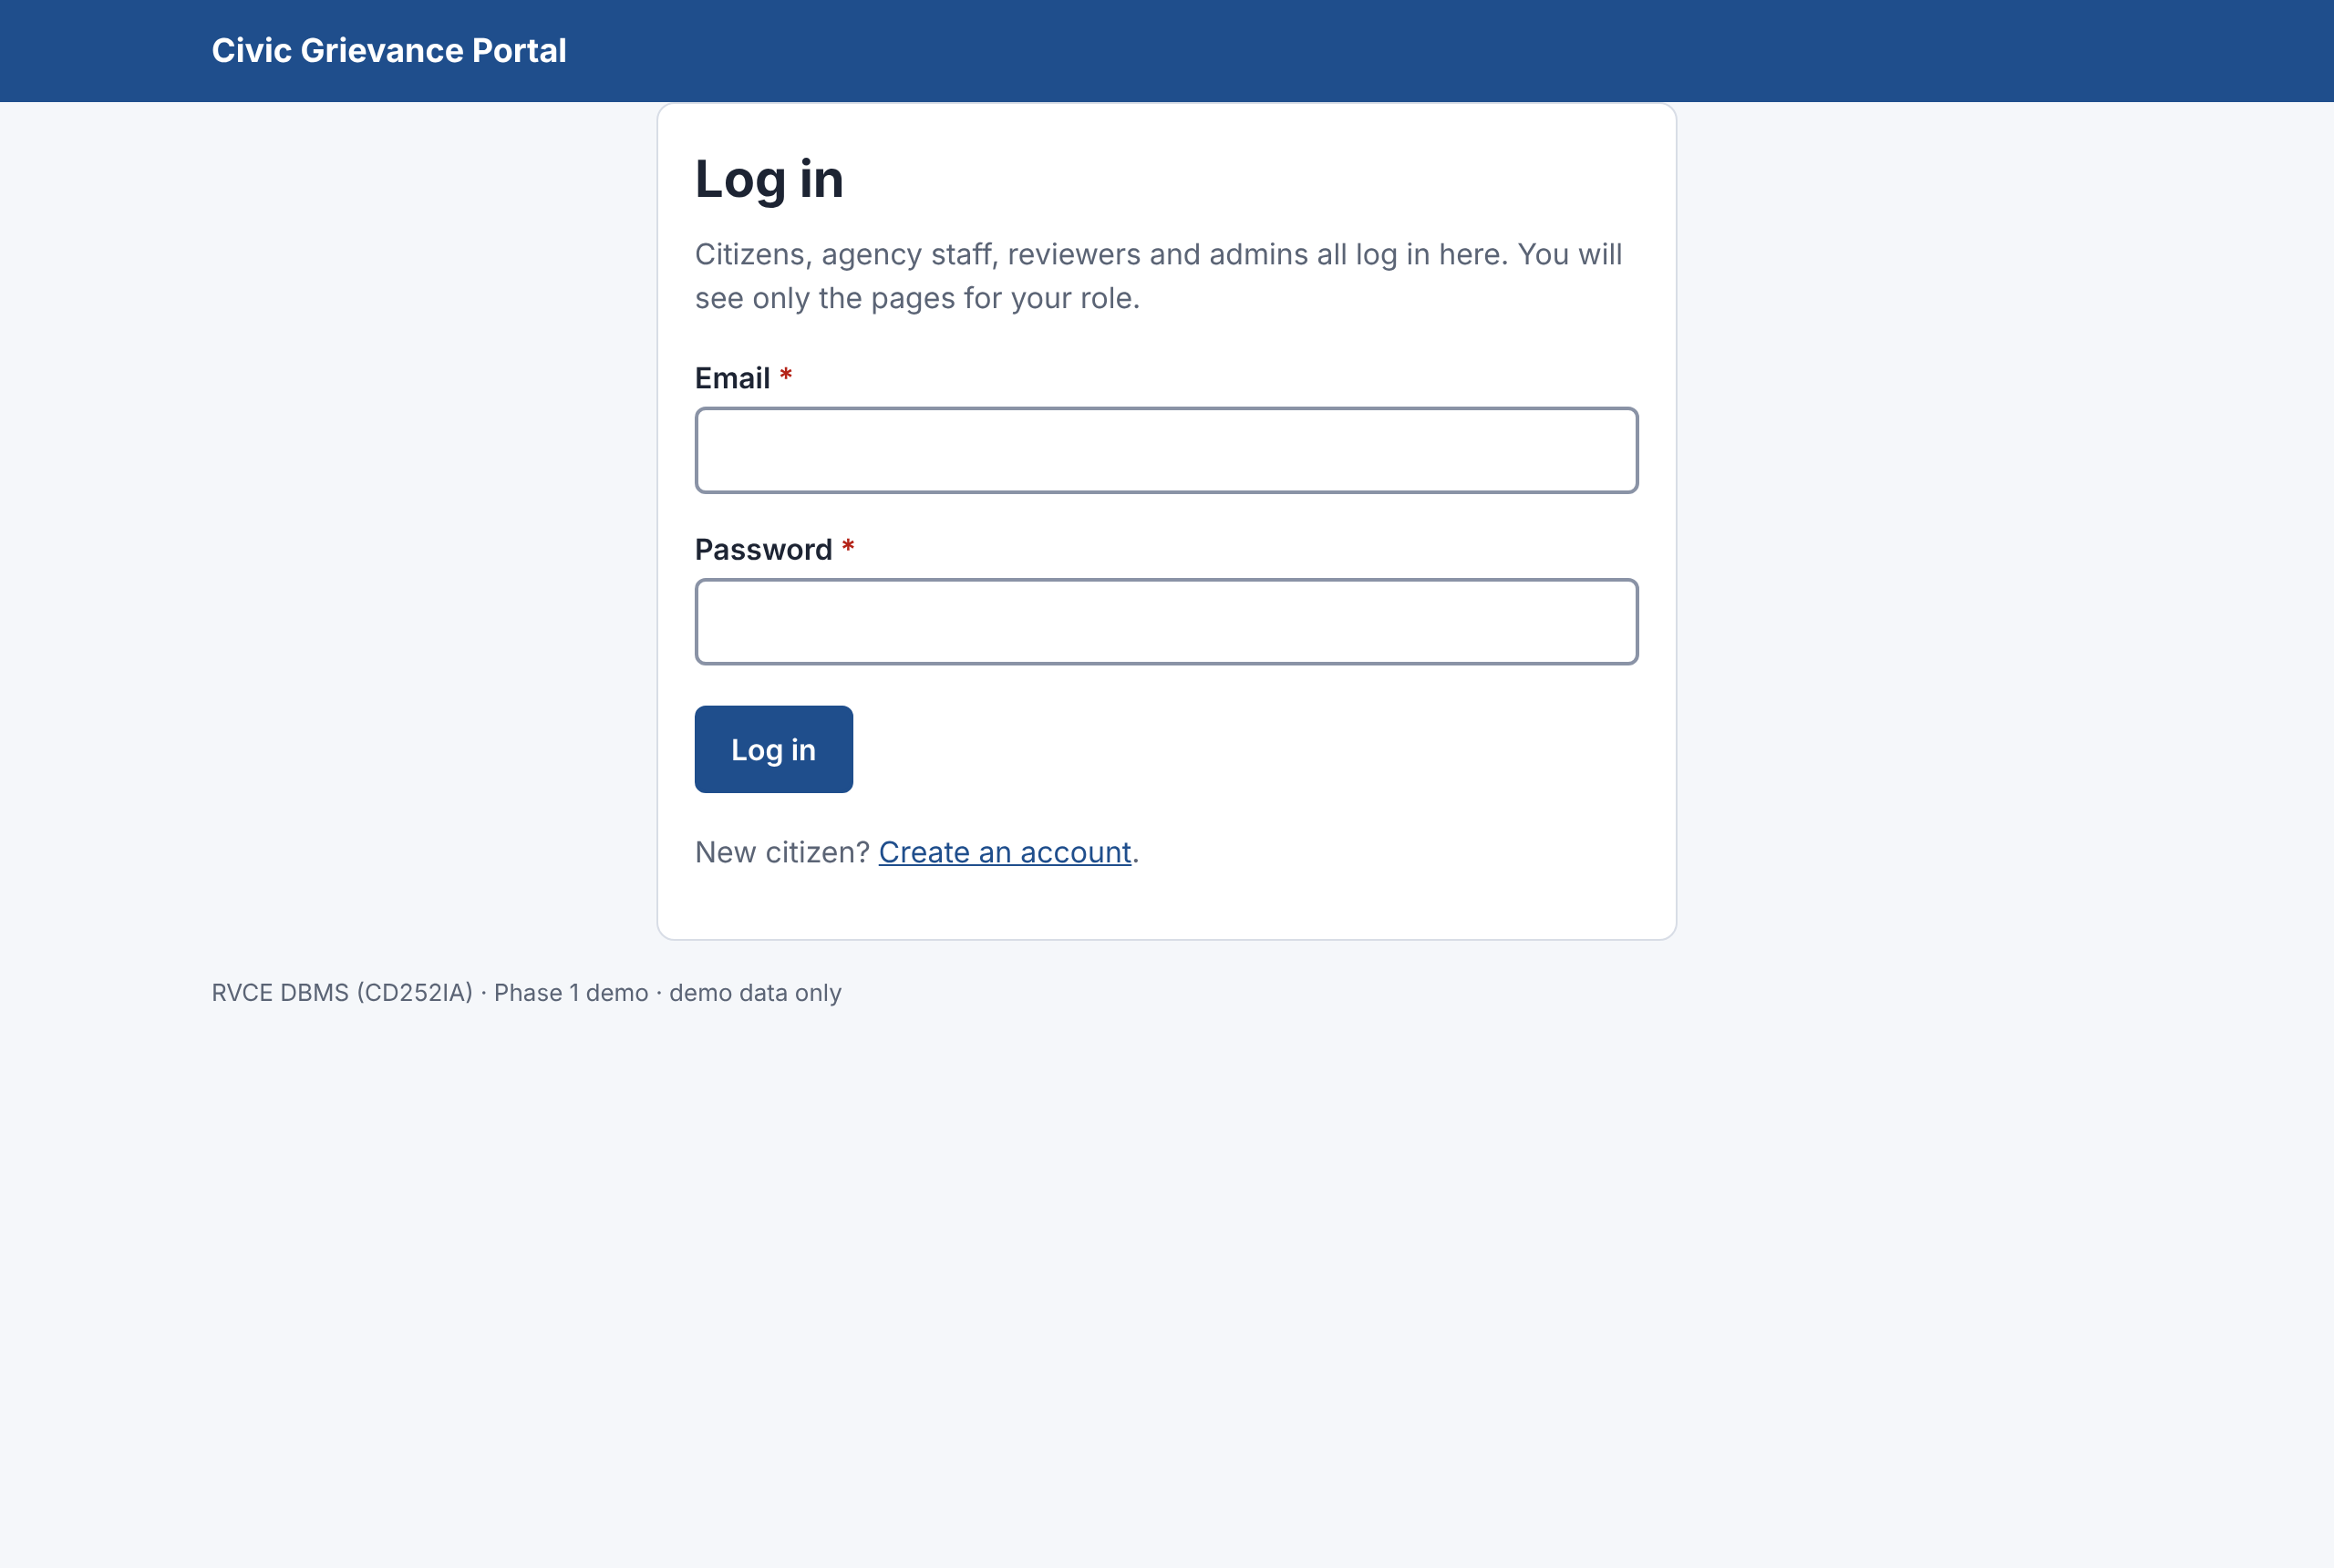 Civic Grievance Portal
Log in
Citizens, agency staff, reviewers and admins all log in here. You will
see only the pages for your role.
Email *
Password *
Log in
New citizen? Create an account.
RVCE DBMS (CD252IA) · Phase 1 demo · demo data only